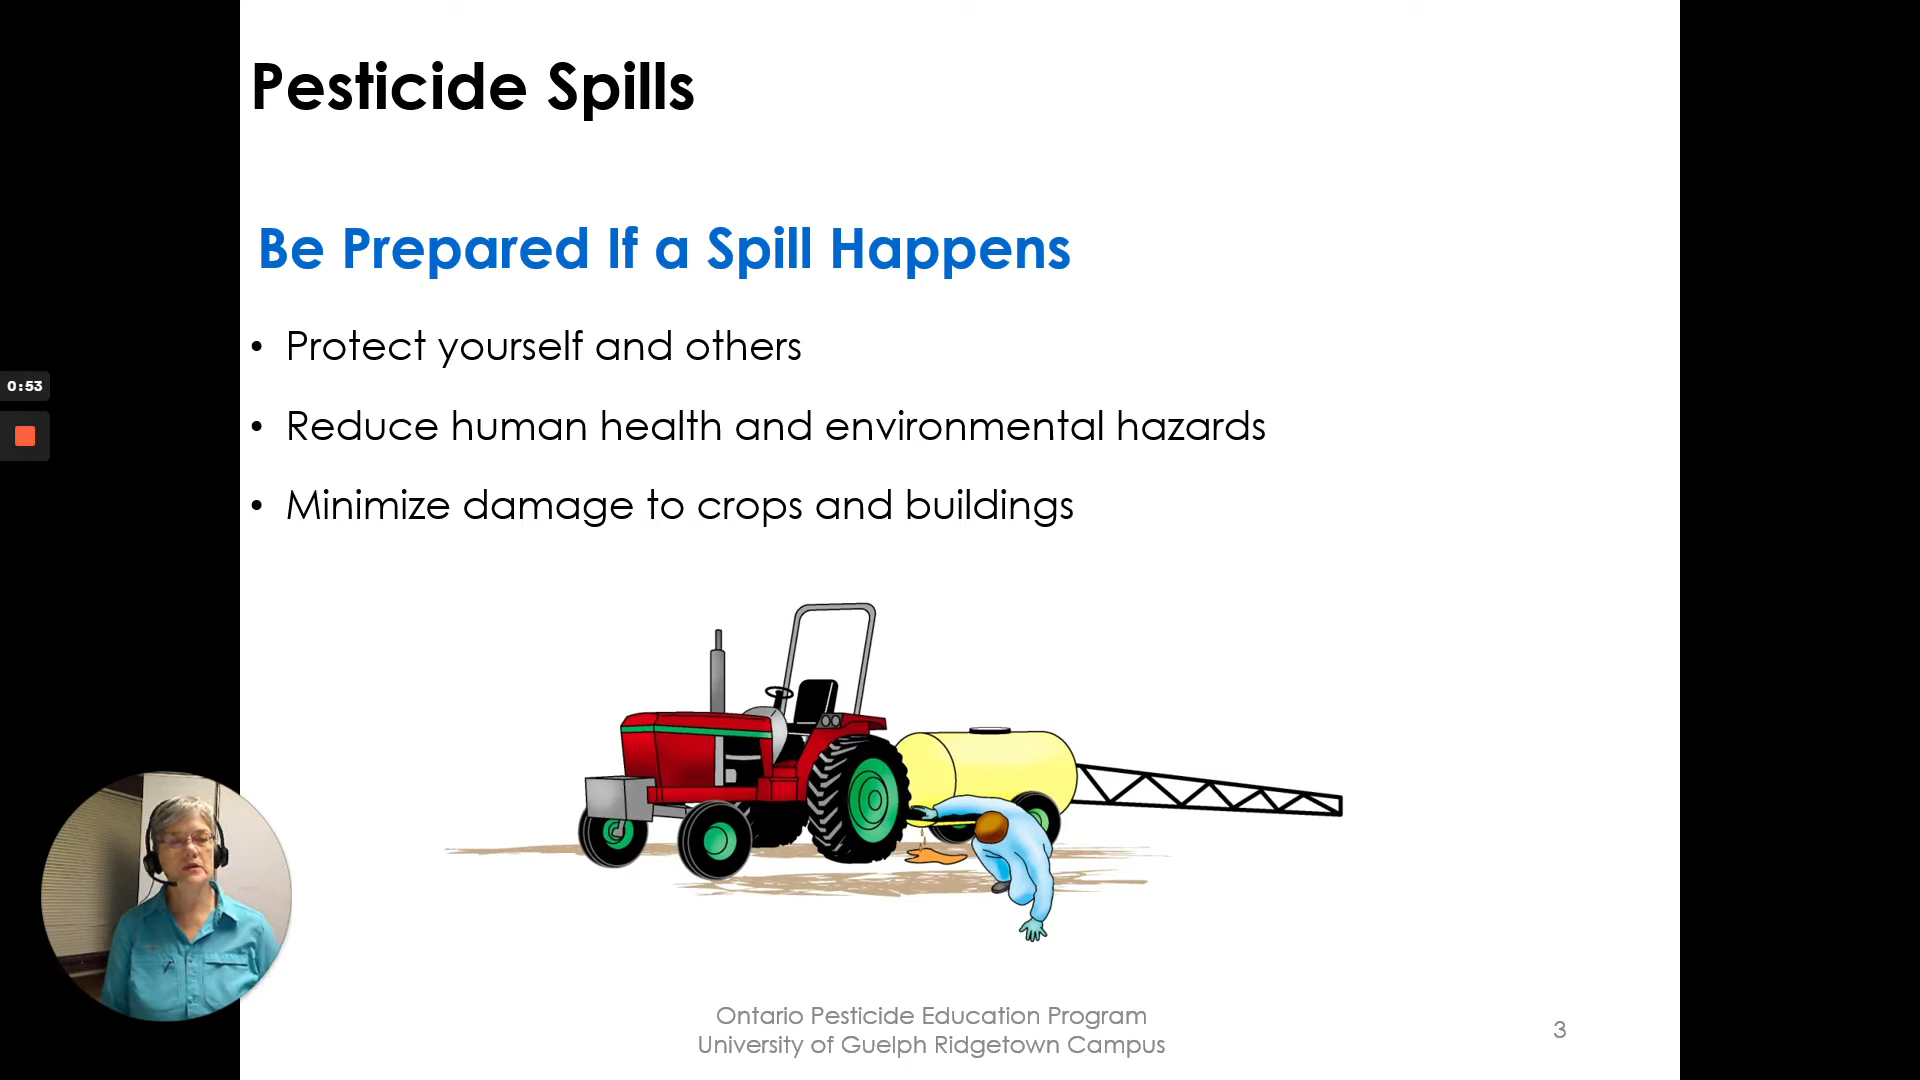 Pesticide Spills
Be Prepared If a Spill Happens
• Protect yourself and others
• Reduce human health and environmental hazards
• Minimize damage to crops and buildings
0:53
Ontario Pesticide Education Program
University of Guelph Ridgetown Campus
3